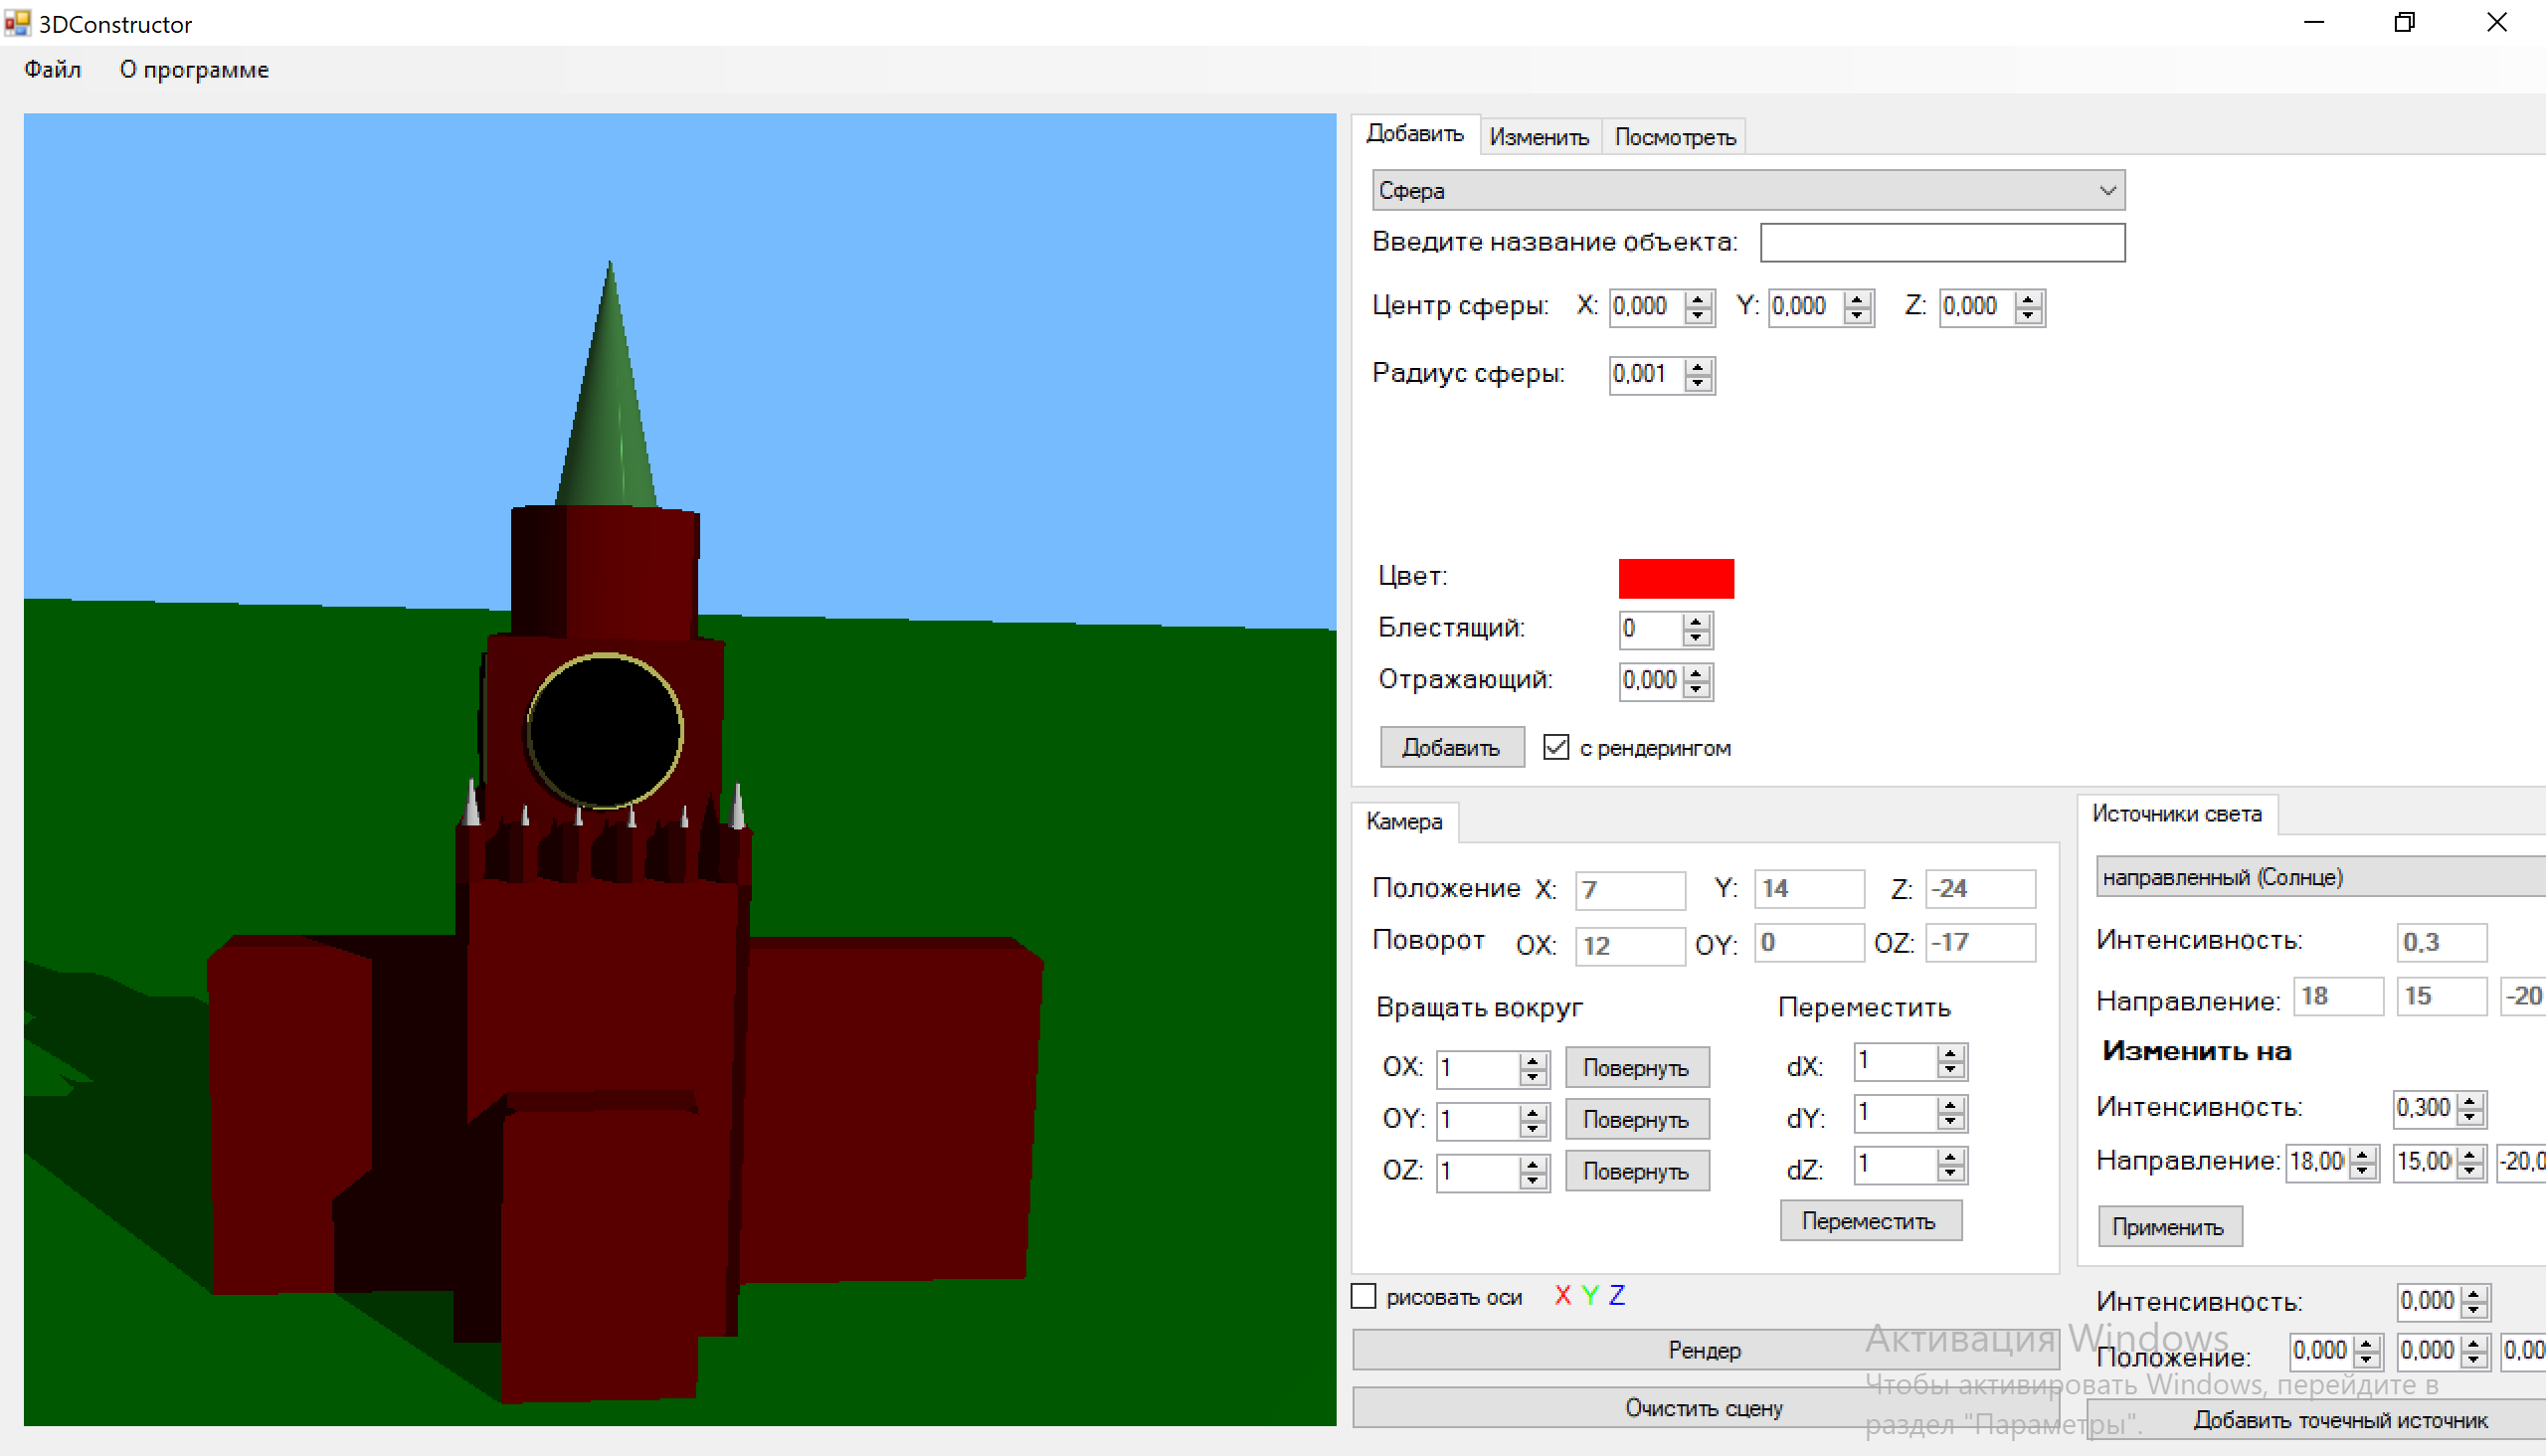 3DConstructor
Файл О программе
Добавить Изменить Посмотреть
Сфера
Введите название объекта:
Центр сферы: X: 0,000 Y: 0,000 Z: 0,000
Радиус сферы: 0,001
Цвет:
Блестящий: 0
Отражающий: 0,000
Добавить с рендерингом
Камера
Положение X: 7 Y: 14 Z: -24
Поворот OX: 12 OY: 0 OZ: -17
Вращать вокруг Переместить
OX: 1 Повернуть dX: 1
OY: 1 Повернуть dY: 1
OZ: 1 Повернуть dZ: 1
Переместить
рисовать оси X Y Z
Рендер
Очистить сцену
Источники света
направленный (Солнце)
Интенсивность: 0,3
Направление: 18 15 -20
Изменить на
Интенсивность: 0,300
Направление: 18,00 15,00 -20,0
Применить
Интенсивность: 0,000
Положение: 0,000 0,000 0,00
Добавить точечный источник
Активация Windows
Чтобы активировать Windows, перейдите в
раздел "Параметры".